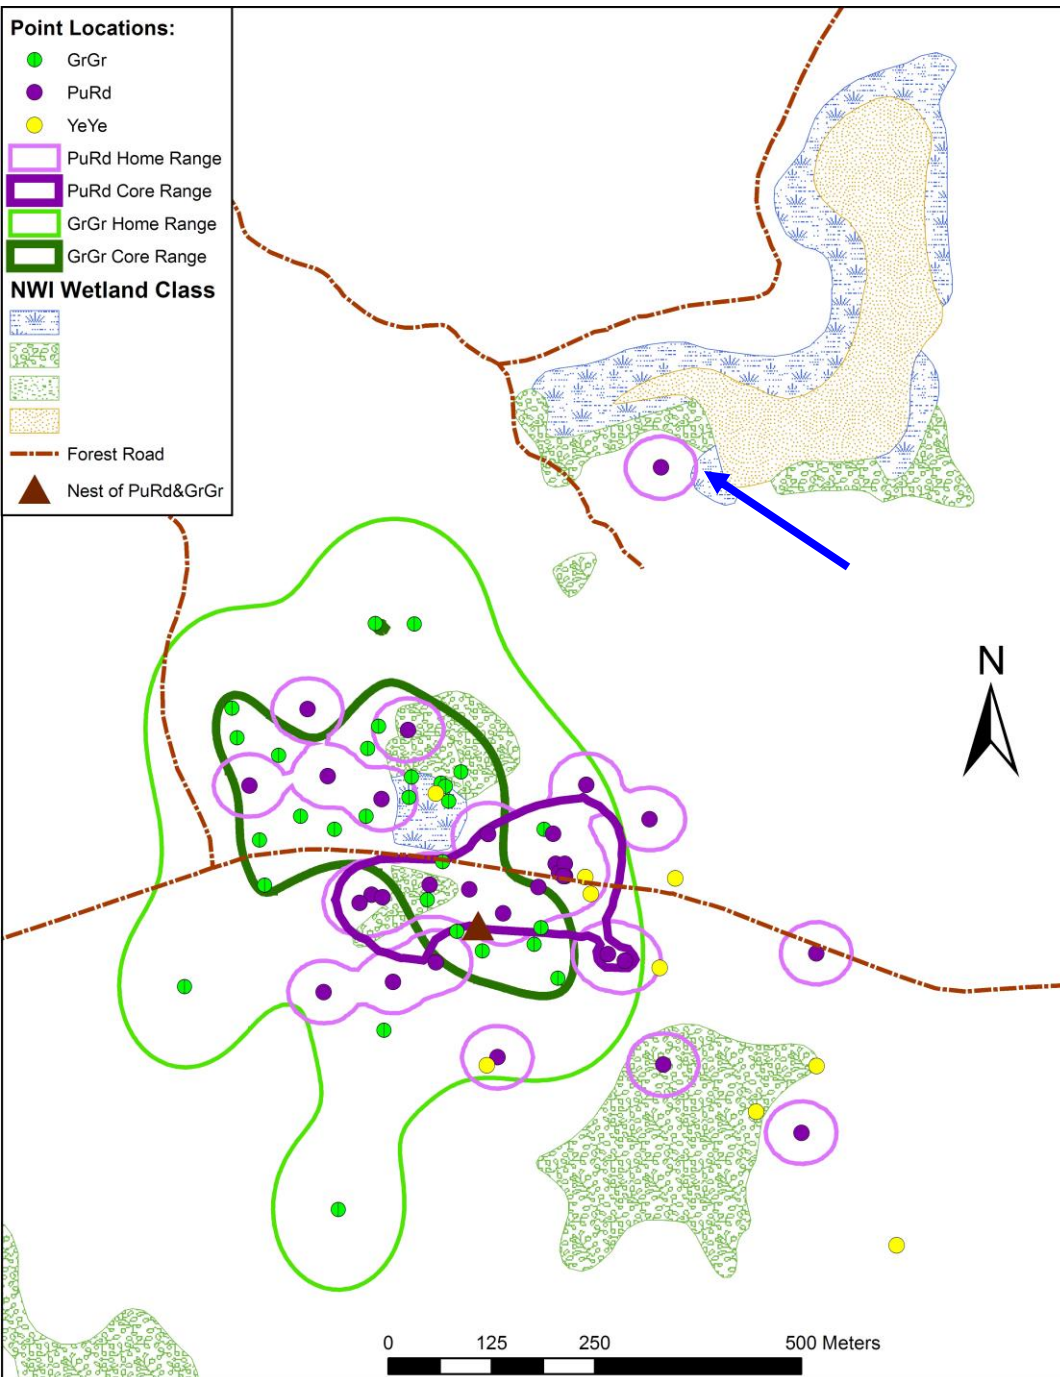 Point Locations:
GrGr
PuRd
YeYe
PuRd Home Range
PuRd Core Range
GrGr Home Range
GrGr Core Range
NWI Wetland Class
Forest Road
Nest of PuRd&GrGr
N
0 125 250 500 Meters